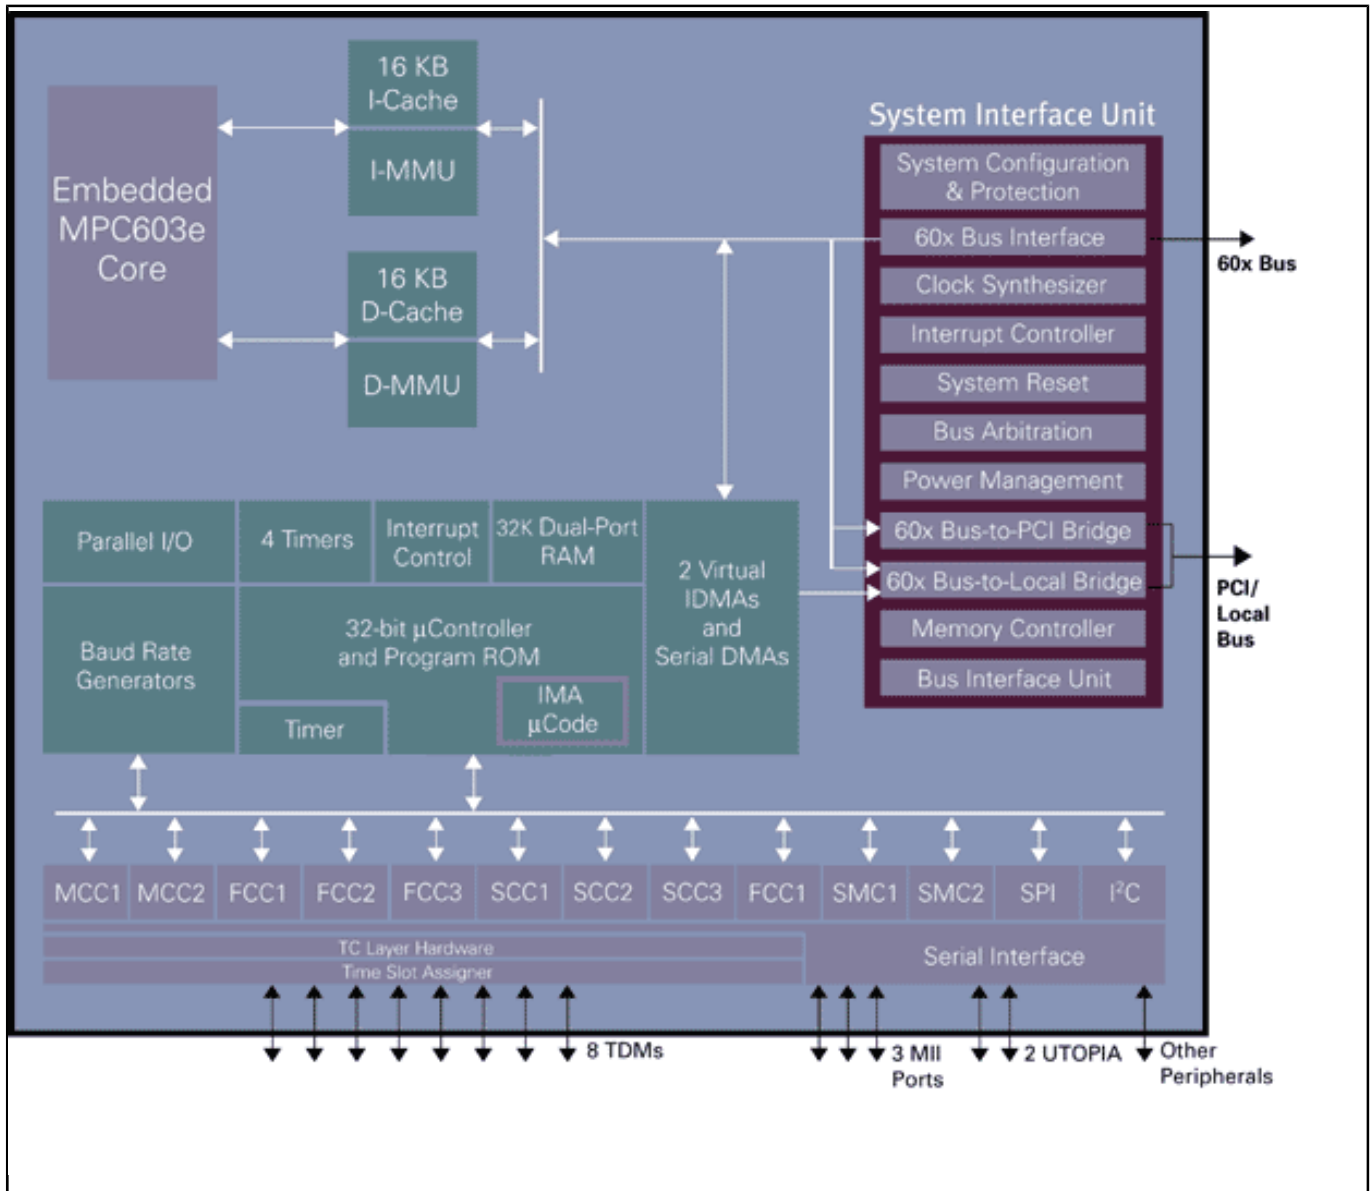 16 KB
I-Cache
I-MMU
Embedded
MPC603e
Core
16 KB
D-Cache
D-MMU
System Interface Unit
System Configuration
& Protection
60x Bus Interface
Clock Synthesizer
Interrupt Controller
System Reset
Bus Arbitration
Power Management
60x Bus-to-PCI Bridge
60x Bus-to-Local Bridge
Memory Controller
Bus Interface Unit
60x Bus
PCI/
Local
Bus
Parallel I/O
4 Timers
Interrupt
Control
32K Dual-Port
RAM
2 Virtual
IDMAs
and
Serial DMAs
Baud Rate
Generators
32-bit µController
and Program ROM
IMA
µCode
Timer
MCC1 MCC2 FCC1 FCC2 FCC3 SCC1 SCC2 SCC3 FCC1 SMC1 SMC2 SPI I²C
TC Layer Hardware
Time Slot Assigner
Serial Interface
8 TDMs
3 MII
Ports
2 UTOPIA
Other
Peripherals